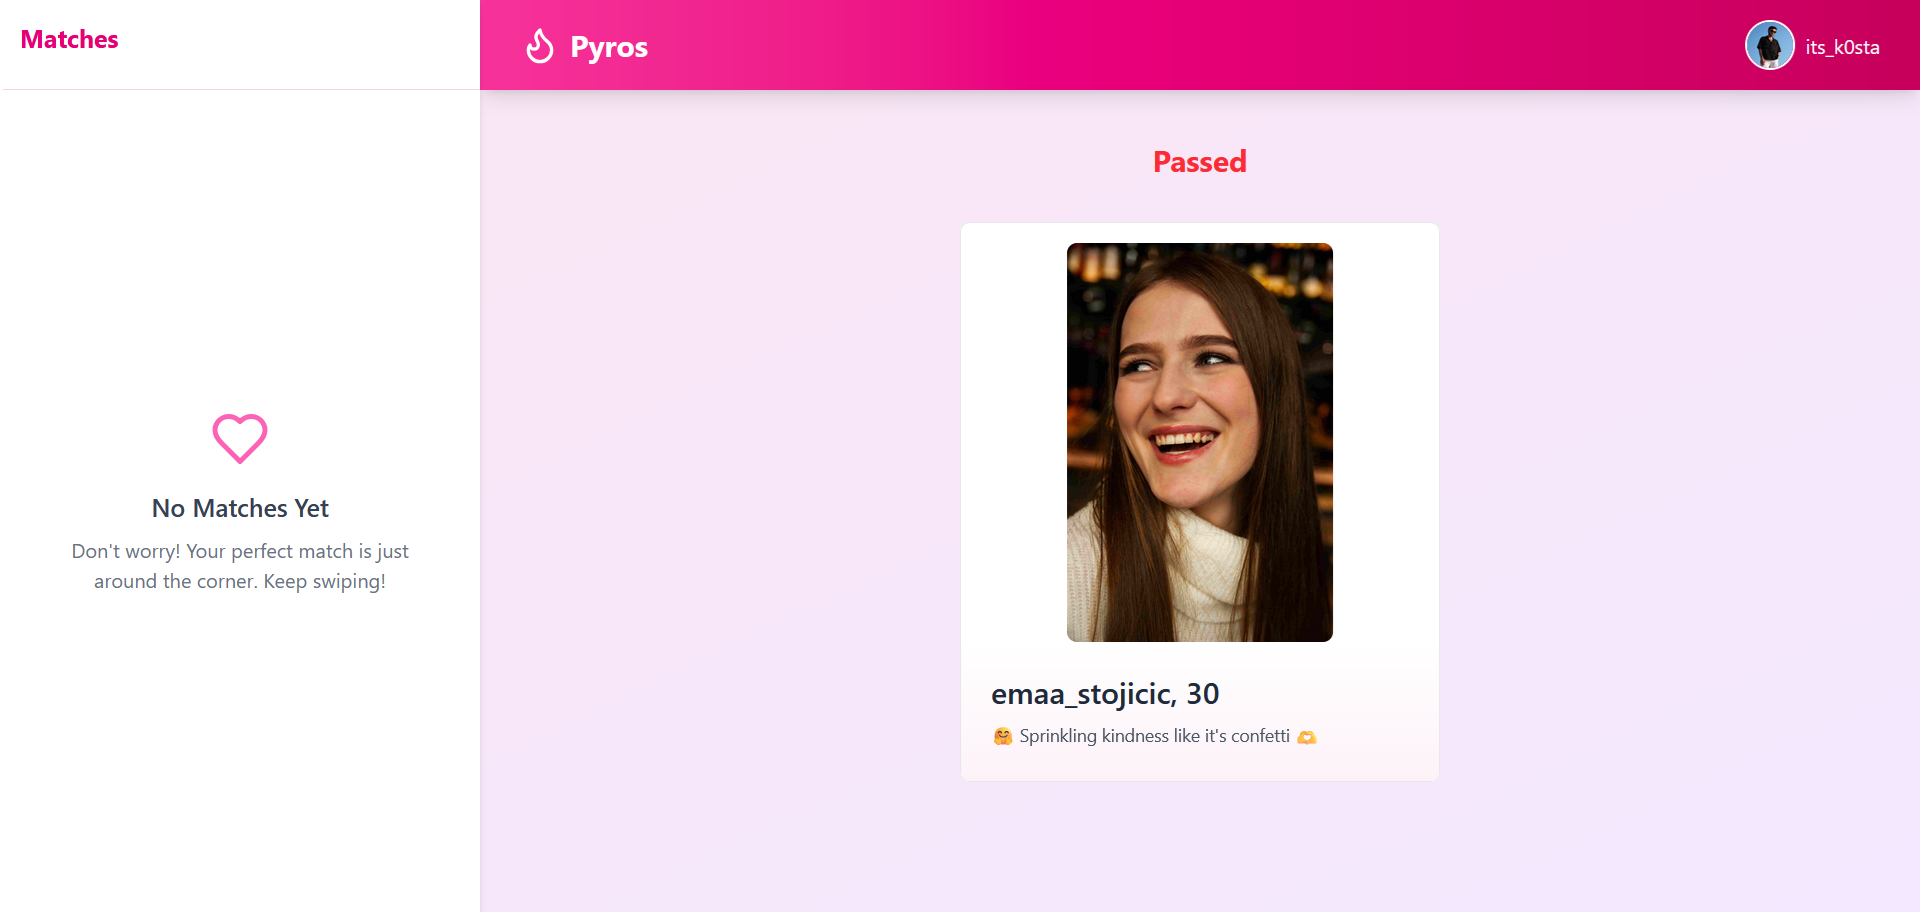 Matches
Pyros
its_k0sta
Passed
No Matches Yet
Don't worry! Your perfect match is just
around the corner. Keep swiping!
emaa_stojicic, 30
🤗 Sprinkling kindness like it's confetti 🫶